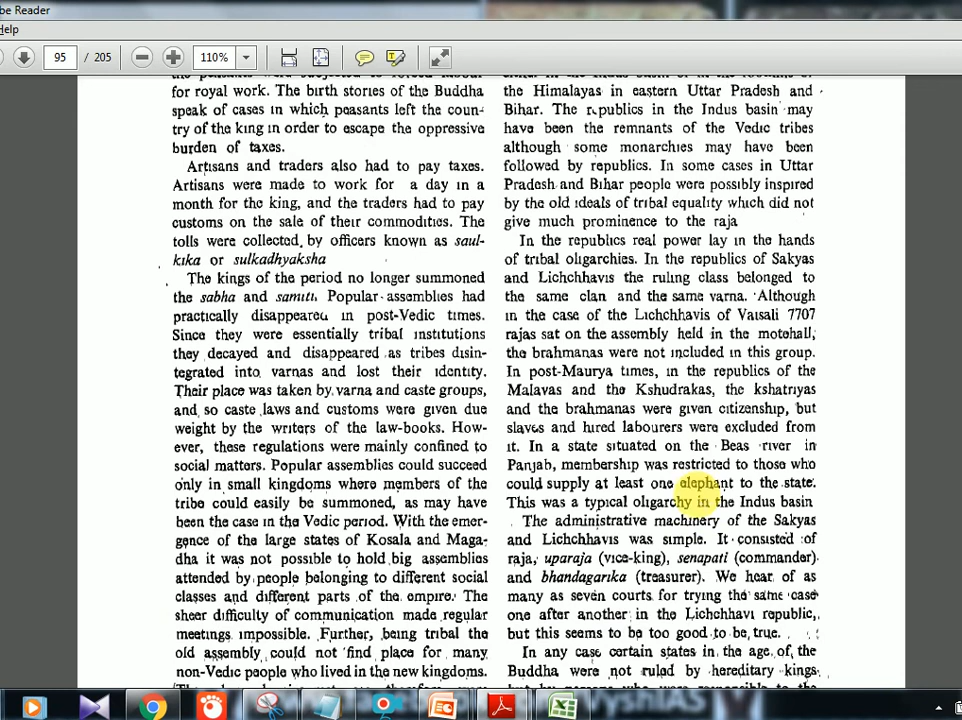 be Reader
Help
95 / 205
110%
for royal work. The birth stories of the Buddha
speak of cases in which peasants left the coun-
try of the king in order to escape the oppressive
burden of taxes.
Artisans and traders also had to pay taxes.
Artisans were made to work for a day in a
month for the king, and the traders had to pay
customs on the sale of their commodities. The
tolls were collected by officers known as saul-
kika or sulkadhyaksha
The kings of the period no longer summoned
the sabha and samiti. Popular assemblies had
practically disappeared in post-Vedic times.
Since they were essentially tribal institutions
they decayed and disappeared as tribes disin-
tegrated into varnas and lost their identity.
Their place was taken by varna and caste groups,
and so caste laws and customs were given due
weight by the writers of the law-books. How-
ever, these regulations were mainly confined to
social matters. Popular assemblies could succeed
only in small kingdoms where members of the
tribe could easily be summoned, as may have
been the case in the Vedic period. With the emer-
gence of the large states of Kosala and Maga-
dha it was not possible to hold big assemblies
attended by people belonging to different social
classes and different parts of the empire. The
sheer difficulty of communication made regular
meetings impossible. Further, being tribal the
old assembly could not find place for many
non-Vedic people who lived in the new kingdoms.
the Himalayas in eastern Uttar Pradesh and
Bihar. The republics in the Indus basin may
have been the remnants of the Vedic tribes
although some monarchies may have been
followed by republics. In some cases in Uttar
Pradesh and Bihar people were possibly inspired
by the old ideals of tribal equality which did not
give much prominence to the raja
In the republics real power lay in the hands
of tribal oligarchies. In the republics of Sakyas
and Lichchhavis the ruling class belonged to
the same clan and the same varna. Although
in the case of the Lichchhavis of Vaisali 7707
rajas sat on the assembly held in the motehall,
the brahmanas were not included in this group.
In post-Maurya times, in the republics of the
Malavas and the Kshudrakas, the kshatriyas
and the brahmanas were given citizenship, but
slaves and hired labourers were excluded from
it. In a state situated on the Beas river in
Panjab, membership was restricted to those who
could supply at least one elephant to the state.
This was a typical oligarchy in the Indus basin
The administrative machinery of the Sakyas
and Lichchhavis was simple. It consisted of
raja, uparaja (vice-king), senapati (commander)
and bhandagarika (treasurer). We hear of as
many as seven courts for trying the same case
one after another in the Lichchhavi republic,
but this seems to be too good to be true.
In any case certain states in the age of the
Buddha were not ruled by hereditary kings